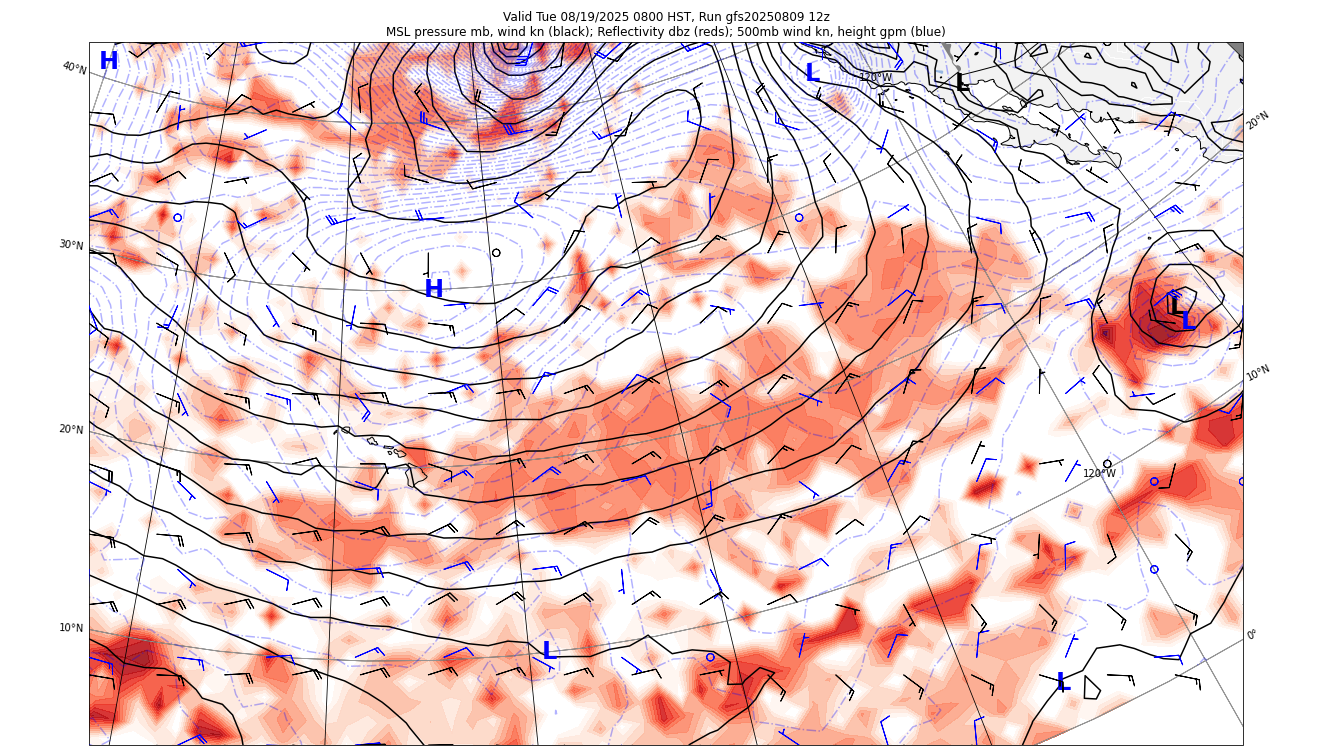 Valid Tue 08/19/2025 0800 HST, Run gfs20250809 12z
MSL pressure mb, wind kn (black); Reflectivity dbz (reds); 500mb wind kn, height gpm (blue)
H
L
120°W
L
40°N
20°N
30°N
H
L
L
10°N
20°N
120°W
10°N
0°
L
L